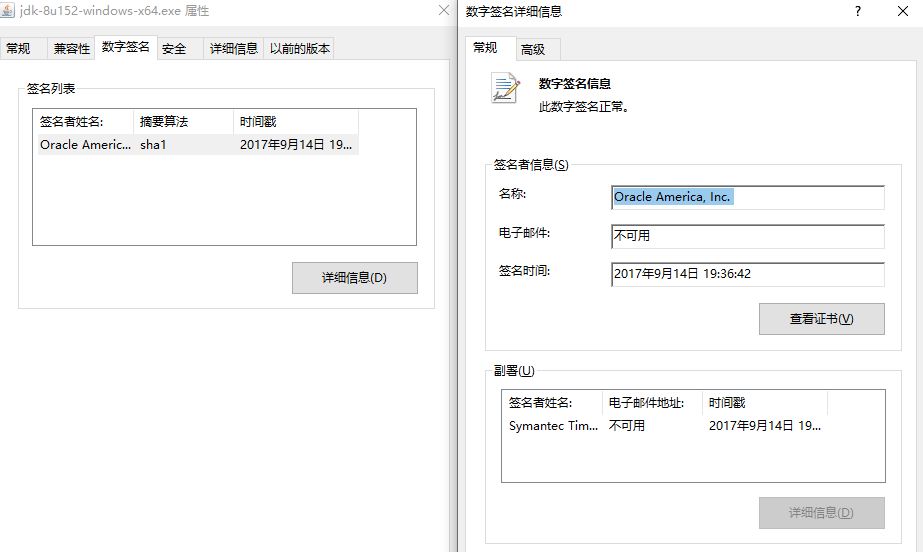 jdk-8u152-windows-x64.exe 属性
常规 兼容性 数字签名 安全 详细信息 以前的版本
签名列表
签名者姓名: 摘要算法 时间戳
Oracle Americ... sha1 2017年9月14日 19...
详细信息(D)
数字签名详细信息
常规 高级
数字签名信息
此数字签名正常。
签名者信息(S)
名称: Oracle America, Inc.
电子邮件: 不可用
签名时间: 2017年9月14日 19:36:42
查看证书(V)
副署(U)
签名者姓名: 电子邮件地址: 时间戳
Symantec Tim... 不可用 2017年9月14日 19...
详细信息(D)